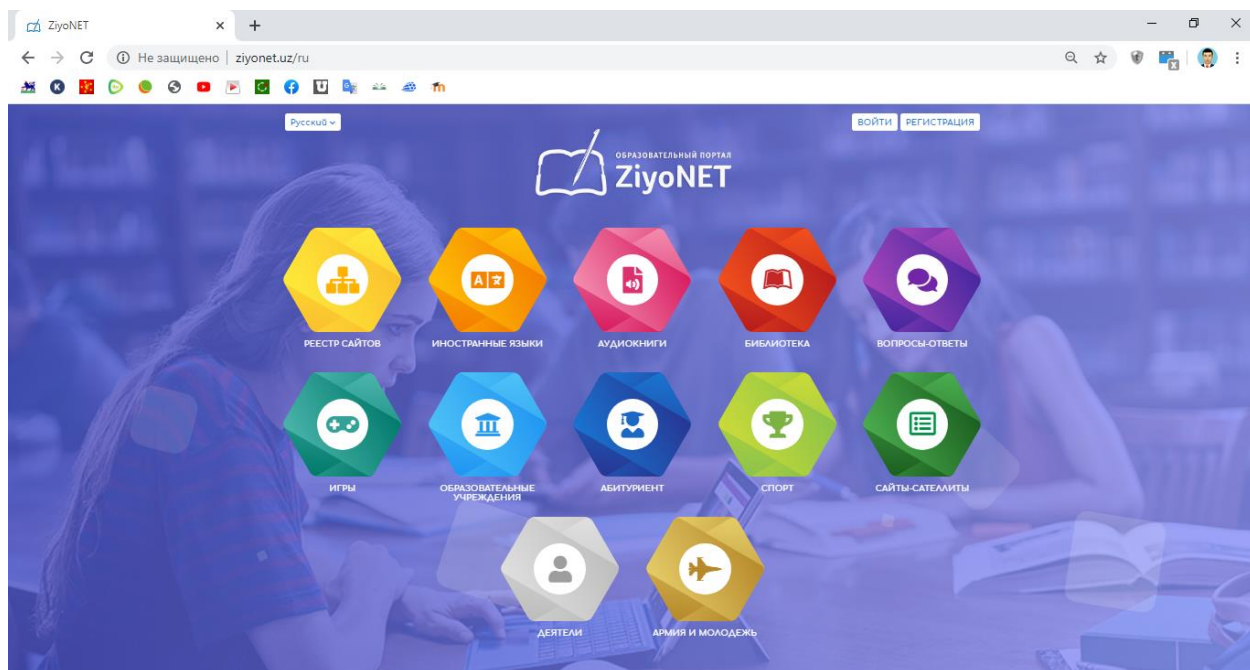 ZiyoNET
Не защищено
ziyonet.uz/ru
Русский
ВОЙТИ
РЕГИСТРАЦИЯ
ОБРАЗОВАТЕЛЬНЫЙ ПОРТАЛ
ZiyoNET
РЕЕСТР САЙТОВ
ИНОСТРАННЫЕ ЯЗЫКИ
АУДИОКНИГИ
БИБЛИОТЕКА
ВОПРОСЫ-ОТВЕТЫ
ИГРЫ
ОБРАЗОВАТЕЛЬНЫЕ
УЧРЕЖДЕНИЯ
АБИТУРИЕНТ
СПОРТ
САЙТЫ-САТЕЛЛИТЫ
ДЕЯТЕЛИ
АРМИЯ И МОЛОДЕЖЬ